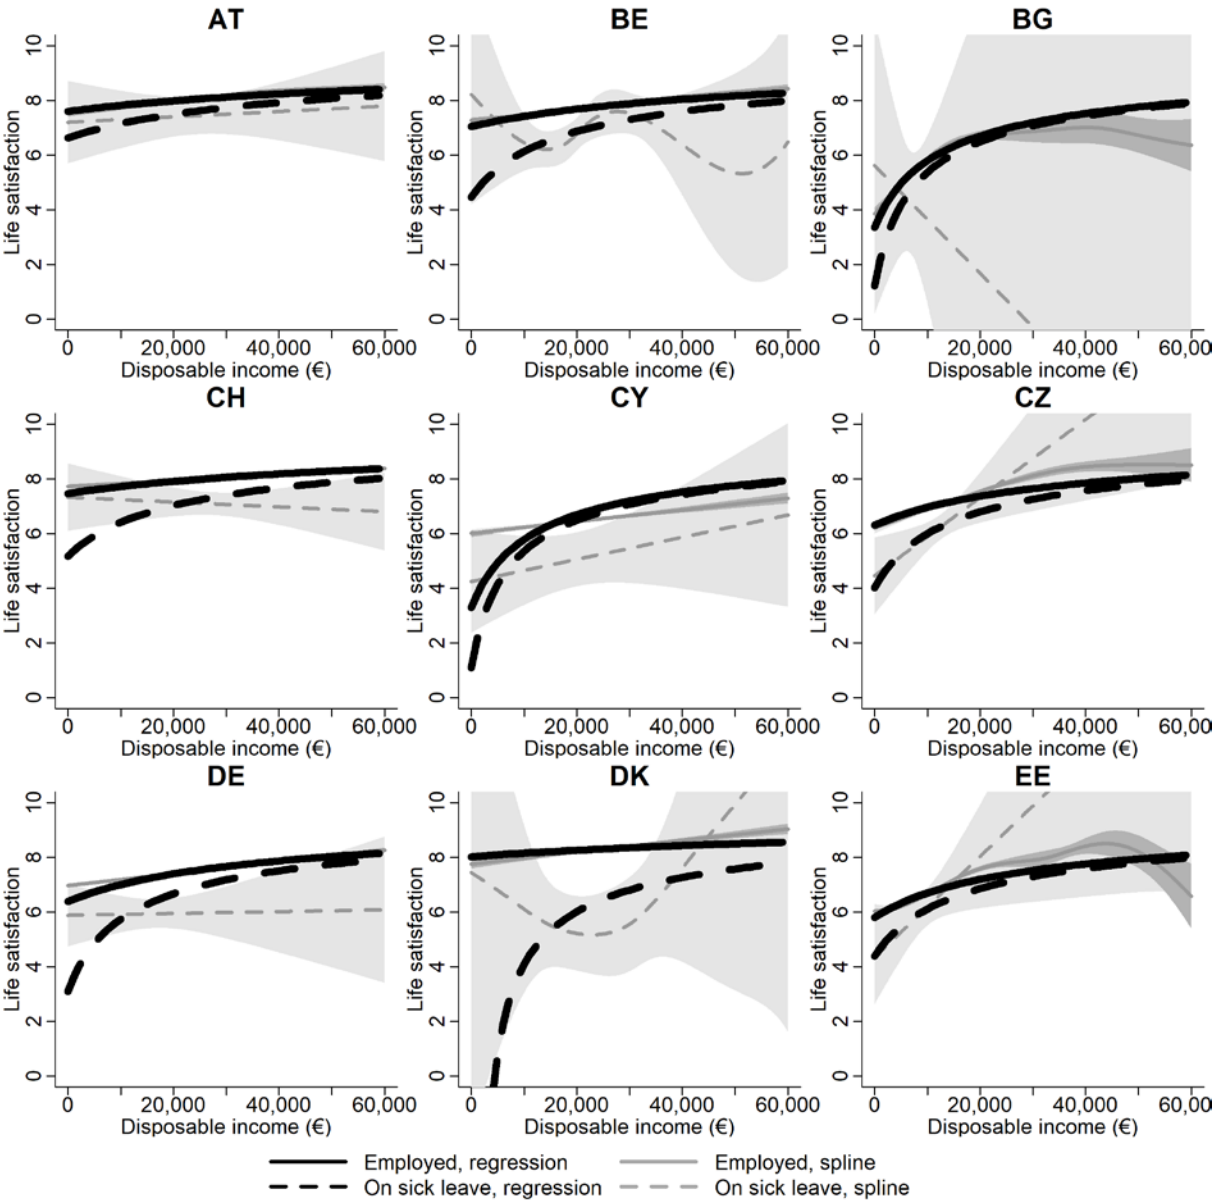 AT BE BG
Life satisfaction Life satisfaction Life satisfaction
10 10 10
8 8 8
6 6 6
4 4 4
2 2 2
0 0 0
0 20,000 40,000 60,000 0 20,000 40,000 60,000 0 20,000 40,000 60,00
Disposable income (€) Disposable income (€) Disposable income (€)
CH CY CZ
Life satisfaction Life satisfaction Life satisfaction
10 10 10
8 8 8
6 6 6
4 4 4
2 2 2
0 0 0
0 20,000 40,000 60,000 0 20,000 40,000 60,000 0 20,000 40,000 60,00
Disposable income (€) Disposable income (€) Disposable income (€)
DE DK EE
Life satisfaction Life satisfaction Life satisfaction
10 10 10
8 8 8
6 6 6
4 4 4
2 2 2
0 0 0
0 20,000 40,000 60,000 0 20,000 40,000 60,000 0 20,000 40,000 60,00
Disposable income (€) Disposable income (€) Disposable income (€)
Employed, regression Employed, spline
On sick leave, regression On sick leave, spline